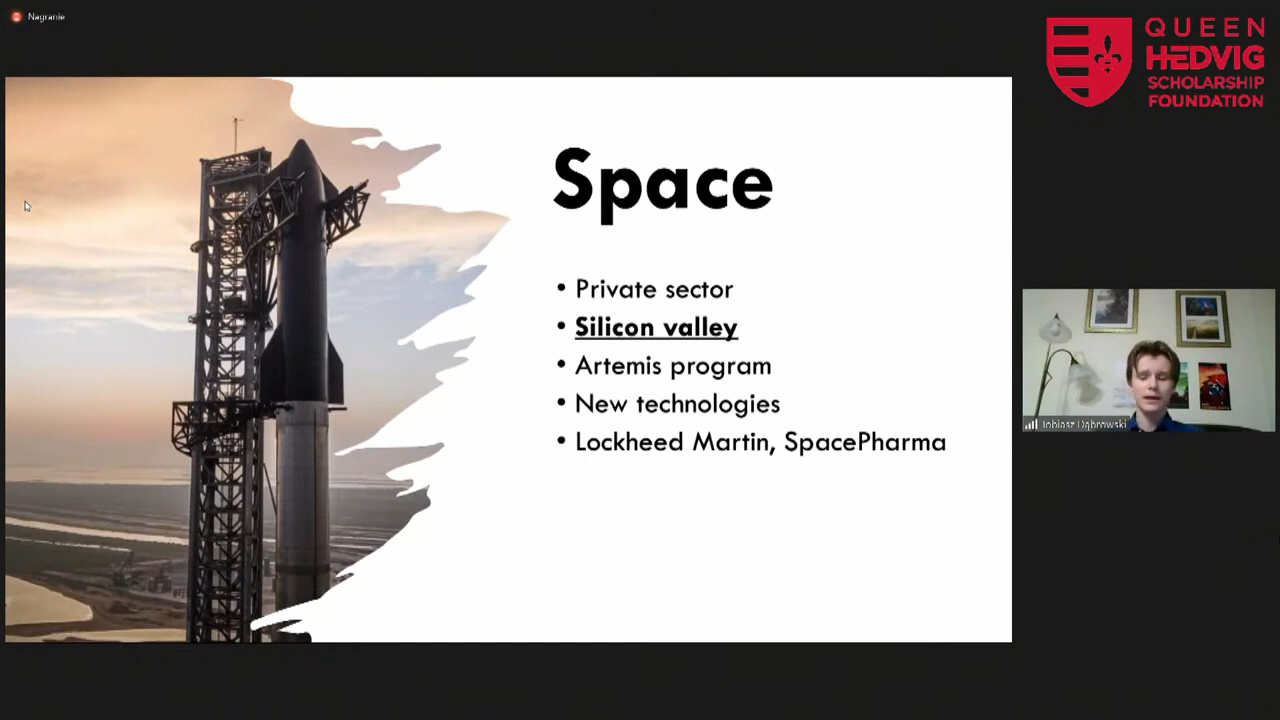 Nagranie
QUEEN
HEDVIG
SCHOLARSHIP
FOUNDATION
Space
• Private sector
• Silicon valley
• Artemis program
• New technologies
• Lockheed Martin, SpacePharma
Tobiasz Dąbrowski